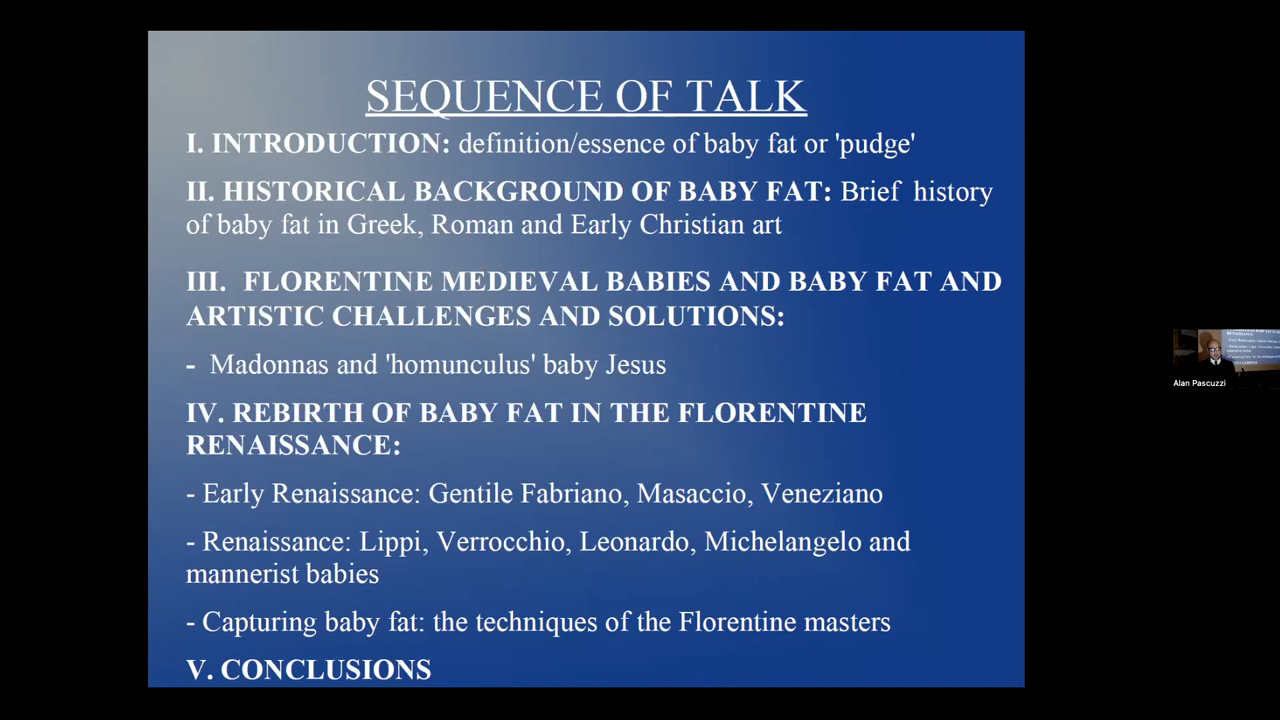 SEQUENCE OF TALK
I. INTRODUCTION: definition/essence of baby fat or 'pudge'
II. HISTORICAL BACKGROUND OF BABY FAT: Brief history
of baby fat in Greek, Roman and Early Christian art
III. FLORENTINE MEDIEVAL BABIES AND BABY FAT AND
ARTISTIC CHALLENGES AND SOLUTIONS:
- Madonnas and 'homunculus' baby Jesus
IV. REBIRTH OF BABY FAT IN THE FLORENTINE
RENAISSANCE:
- Early Renaissance: Gentile Fabriano, Masaccio, Veneziano
- Renaissance: Lippi, Verrocchio, Leonardo, Michelangelo and
mannerist babies
- Capturing baby fat: the techniques of the Florentine masters
V. CONCLUSIONS
Alan Pascuzzi